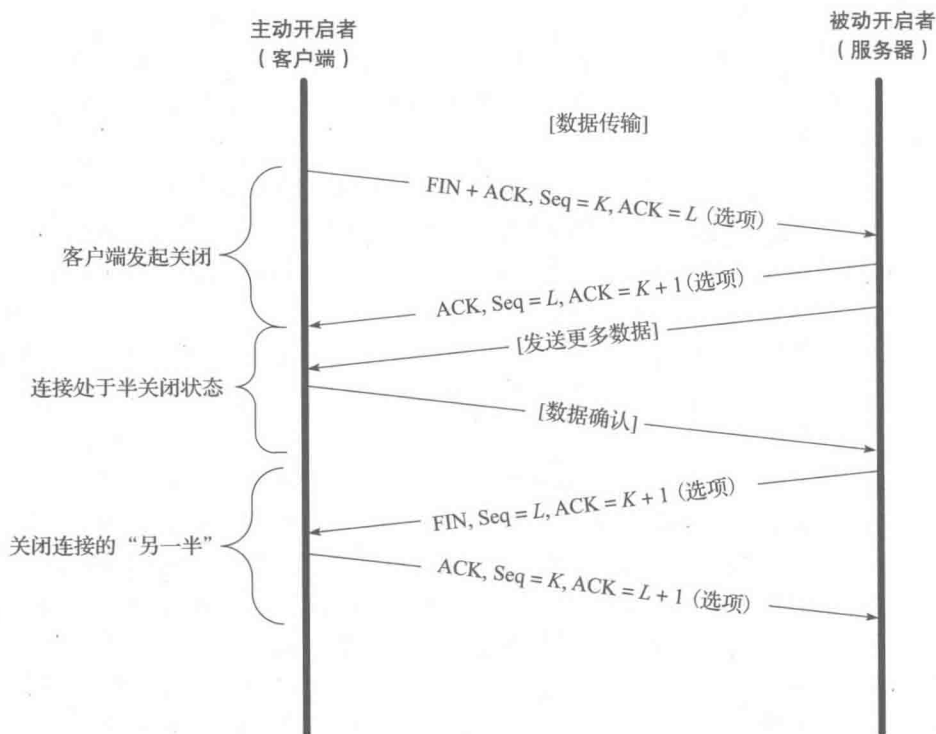 主动开启者
（客户端）
被动开启者
（服务器）
[数据传输]
FIN + ACK, Seq = K, ACK = L (选项)
客户端发起关闭
ACK, Seq = L, ACK = K + 1 (选项)
[发送更多数据]
连接处于半关闭状态
[数据确认]
FIN, Seq = L, ACK = K + 1 (选项)
关闭连接的“另一半”
ACK, Seq = K, ACK = L + 1 (选项)